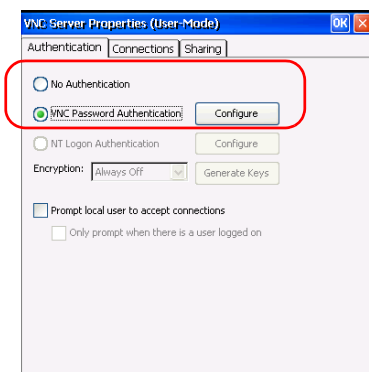 VNC Server Properties (User-Mode) OK
Authentication Connections Sharing
No Authentication
VNC Password Authentication Configure
NT Logon Authentication Configure
Encryption: Always Off Generate Keys
Prompt local user to accept connections
Only prompt when there is a user logged on